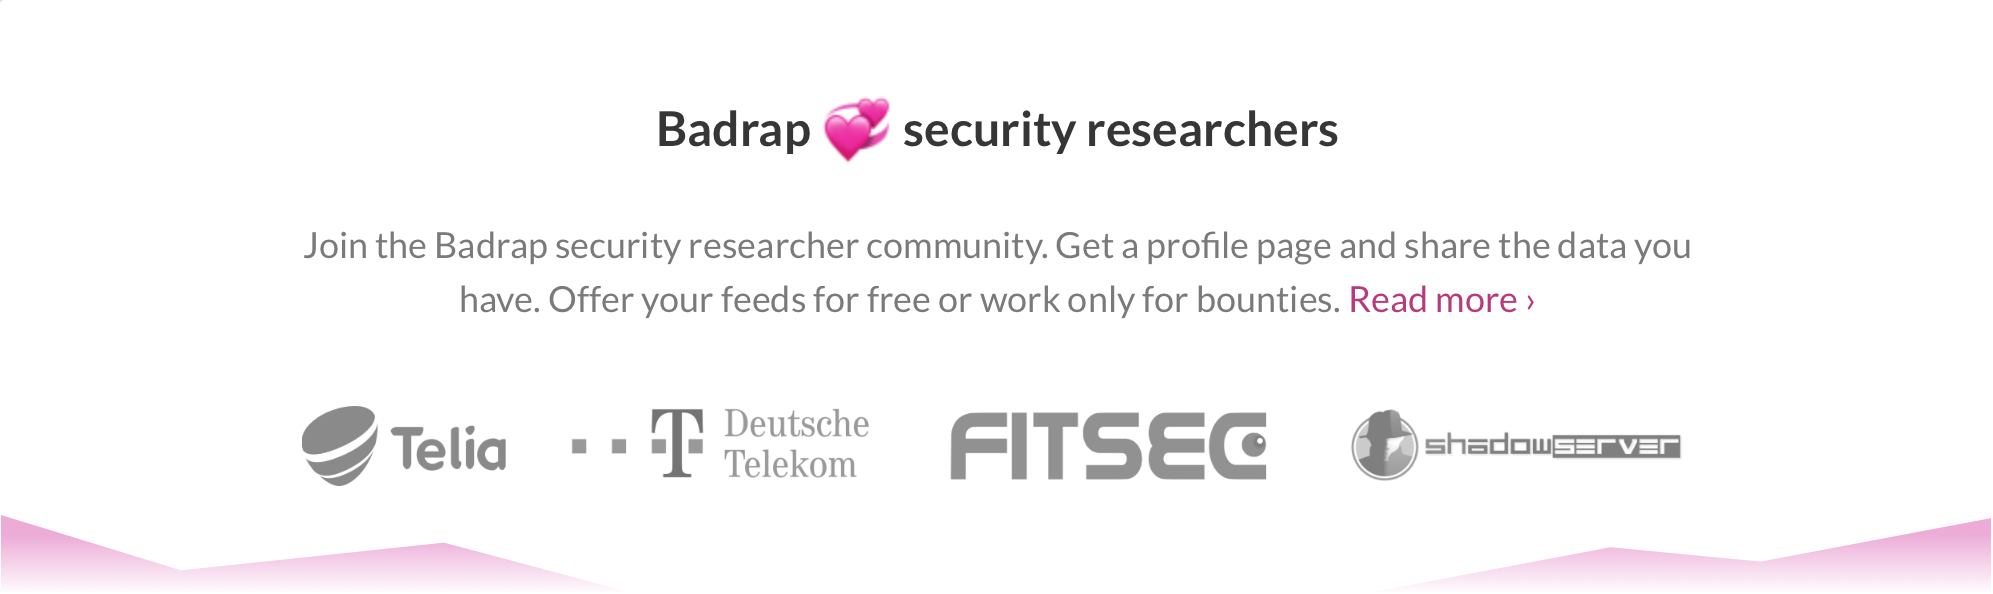 Badrap 💞 security researchers
Join the Badrap security researcher community. Get a profile page and share the data you
have. Offer your feeds for free or work only for bounties. Read more ›
Telia
T Deutsche
Telekom
FITSEC
shadowserver